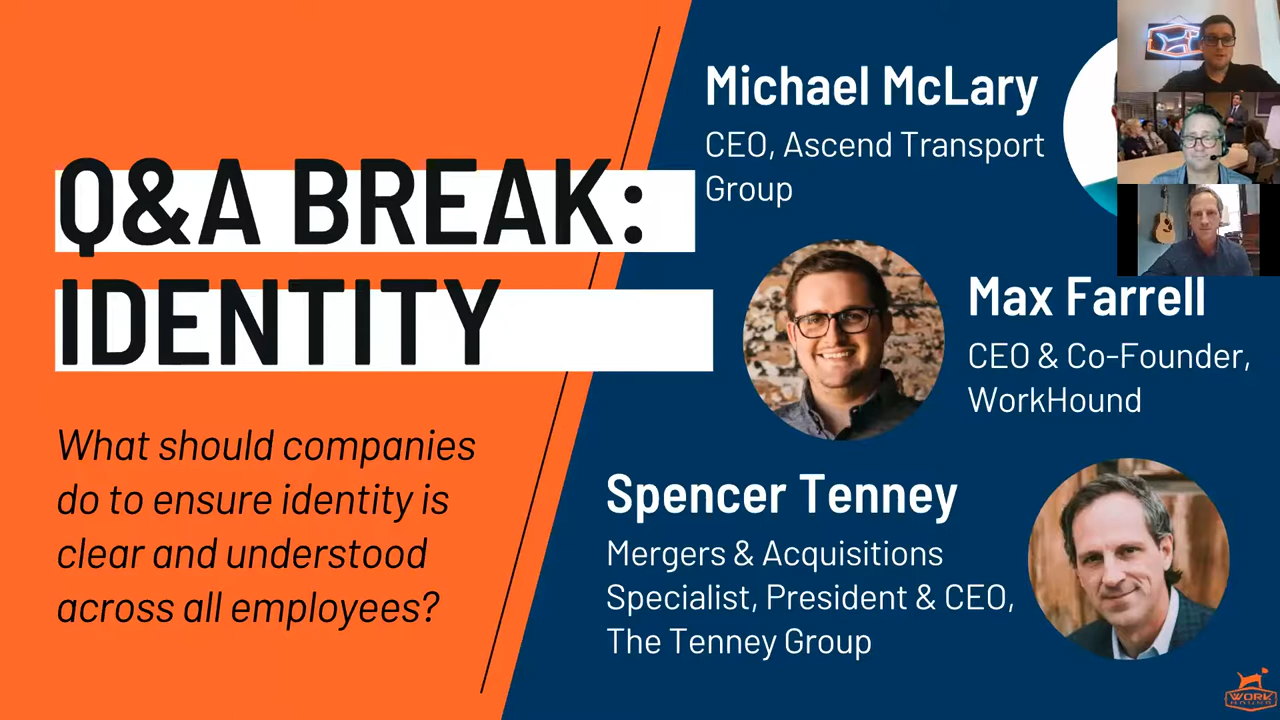 Q&A BREAK:
IDENTITY
What should companies
do to ensure identity is
clear and understood
across all employees?
Michael McLary
CEO, Ascend Transport
Group
Max Farrell
CEO & Co-Founder,
WorkHound
Spencer Tenney
Mergers & Acquisitions
Specialist, President & CEO,
The Tenney Group
WORK
HOUND